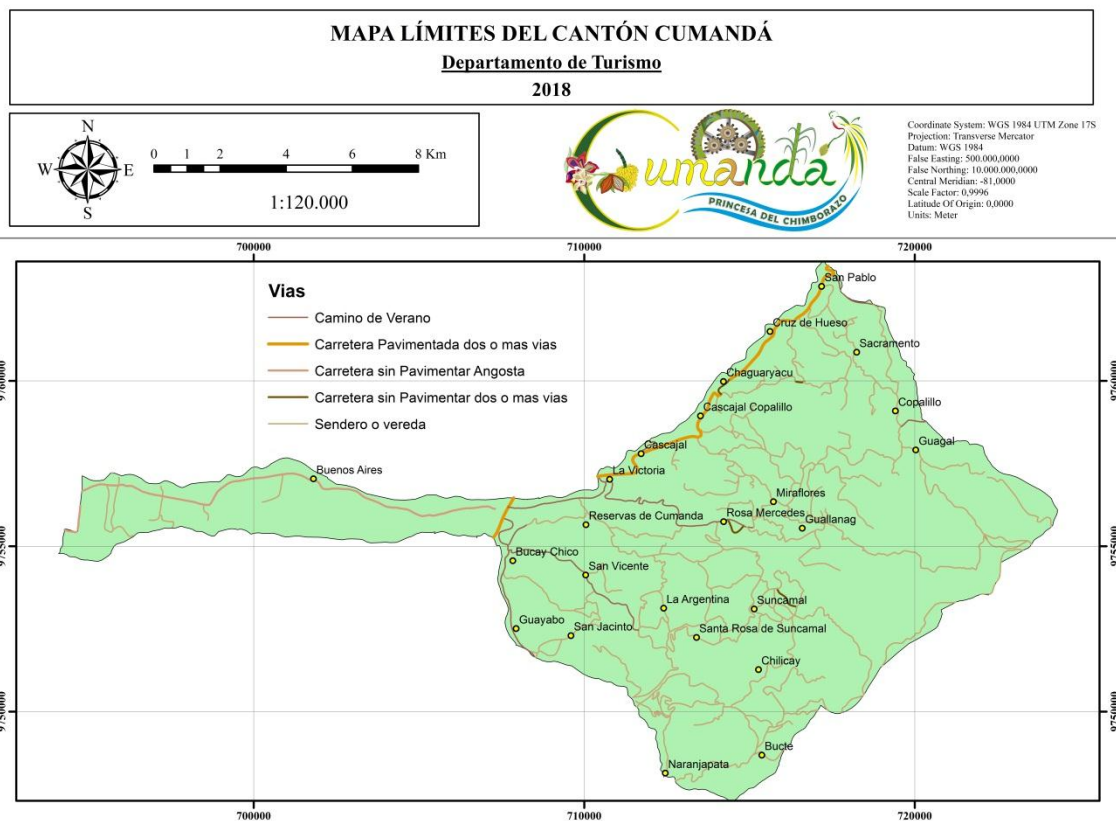 MAPA LÍMITES DEL CANTÓN CUMANDÁ
Departamento de Turismo
2018
N
W E
S
0 1 2 4 6 8 Km
1:120.000
Cumandá
PRINCESA DEL CHIMBORAZO
Coordinate System: WGS 1984 UTM Zone 17S
Projection: Transverse Mercator
Datum: WGS 1984
False Easting: 500.000,0000
False Northing: 10.000.000,0000
Central Meridian: -81,0000
Scale Factor: 0,9996
Latitude Of Origin: 0,0000
Units: Meter
700000 710000 720000
Vias
Camino de Verano
Carretera Pavimentada dos o mas vias
Carretera sin Pavimentar Angosta
Carretera sin Pavimentar dos o mas vias
Sendero o vereda
San Pablo
Cruz de Hueso
Sacramento
Chaguaryacu
9760000 9760000
Copalillo
Cascajal Copalillo
Guagal
Cascajal
Buenos Aires
La Victoria
Miraflores
Rosa Mercedes
Reservas de Cumanda
Guallanag
9755000 9755000
Bucay Chico
San Vicente
La Argentina
Suncamal
Guayabo
San Jacinto
Santa Rosa de Suncamal
Chilicay
9750000 9750000
Bucte
Naranjapata
700000 710000 720000